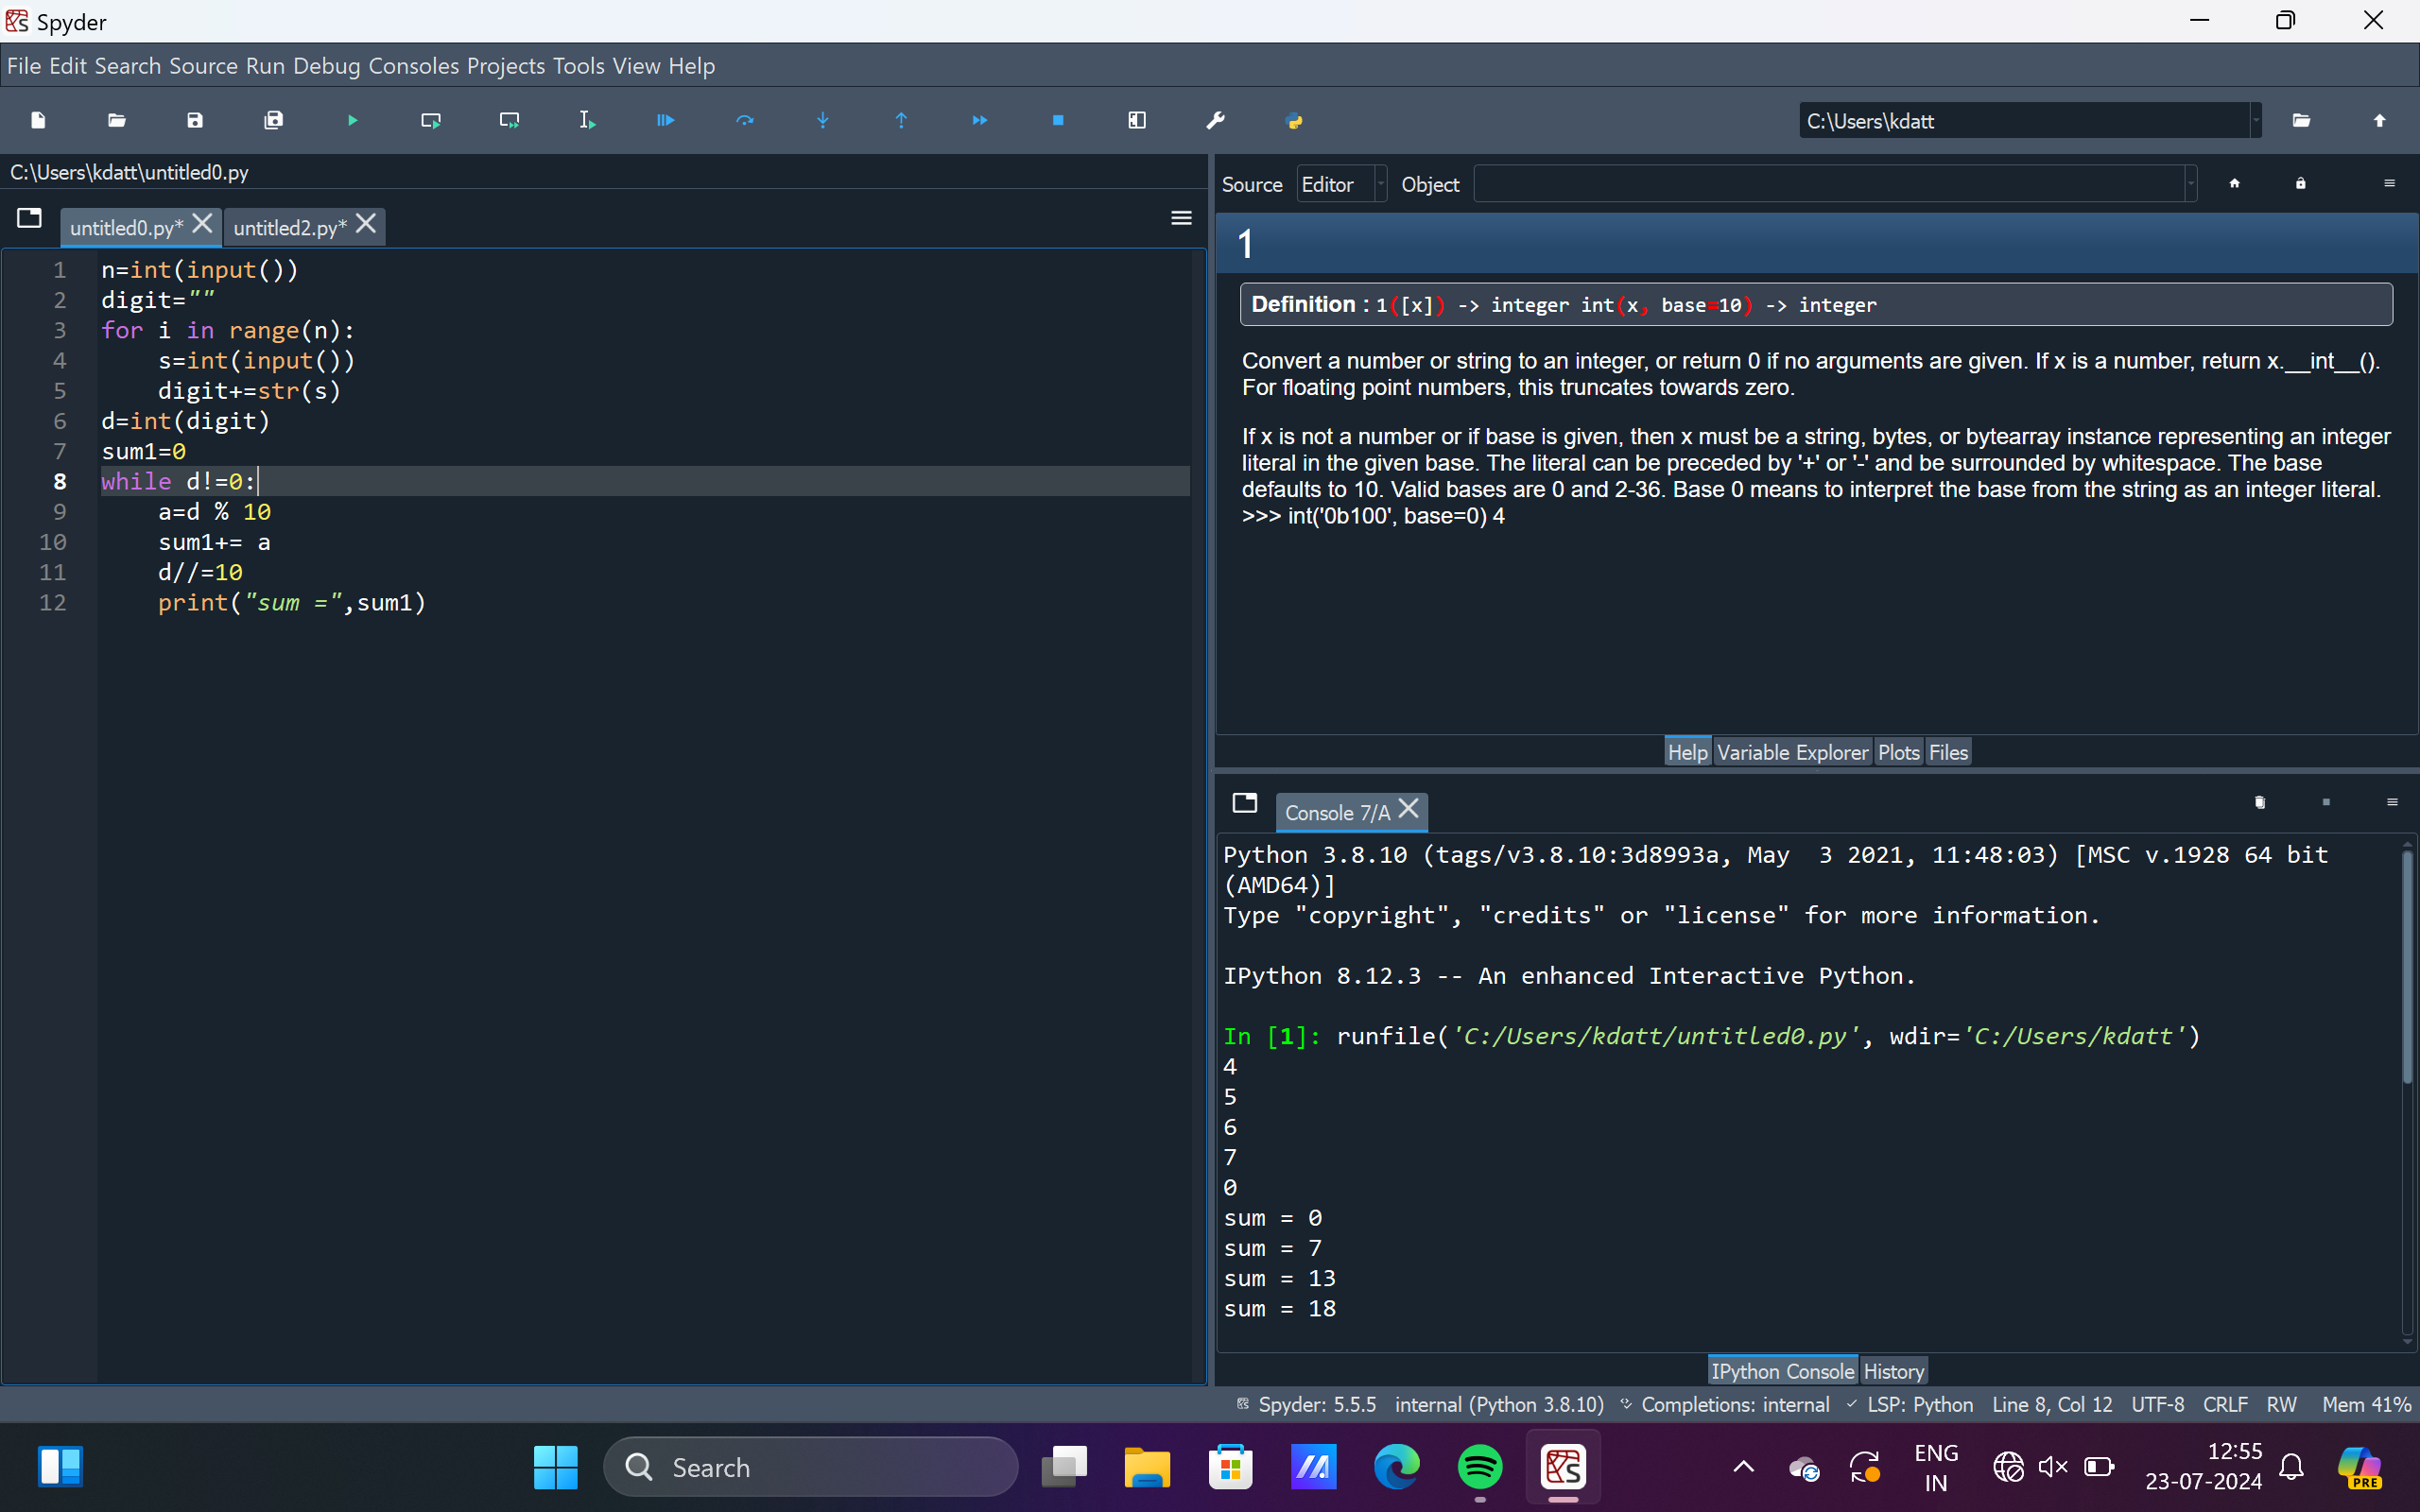 Spyder
File Edit Search Source Run Debug Consoles Projects Tools View Help
C:\Users\kdatt
C:\Users\kdatt\untitled0.py
untitled0.py*
untitled2.py*
1 n=int(input())
2 digit=""
3 for i in range(n):
4     s=int(input())
5     digit+=str(s)
6 d=int(digit)
7 sum1=0
8 while d!=0:
9     a=d % 10
10     sum1+= a
11     d//=10
12     print("sum =",sum1)
Source Editor Object
1
Definition : 1([x]) -> integer int(x, base=10) -> integer
Convert a number or string to an integer, or return 0 if no arguments are given. If x is a number, return x.__int__().
For floating point numbers, this truncates towards zero.
If x is not a number or if base is given, then x must be a string, bytes, or bytearray instance representing an integer
literal in the given base. The literal can be preceded by '+' or '-' and be surrounded by whitespace. The base
defaults to 10. Valid bases are 0 and 2-36. Base 0 means to interpret the base from the string as an integer literal.
>>> int('0b100', base=0) 4
Help Variable Explorer Plots Files
Console 7/A
Python 3.8.10 (tags/v3.8.10:3d8993a, May  3 2021, 11:48:03) [MSC v.1928 64 bit
(AMD64)]
Type "copyright", "credits" or "license" for more information.
IPython 8.12.3 -- An enhanced Interactive Python.
In [1]: runfile('C:/Users/kdatt/untitled0.py', wdir='C:/Users/kdatt')
4
5
6
7
0
sum = 0
sum = 7
sum = 13
sum = 18
IPython Console History
Spyder: 5.5.5 internal (Python 3.8.10) Completions: internal LSP: Python Line 8, Col 12 UTF-8 CRLF RW Mem 41%
Search
ENG
IN
12:55
23-07-2024
PRE